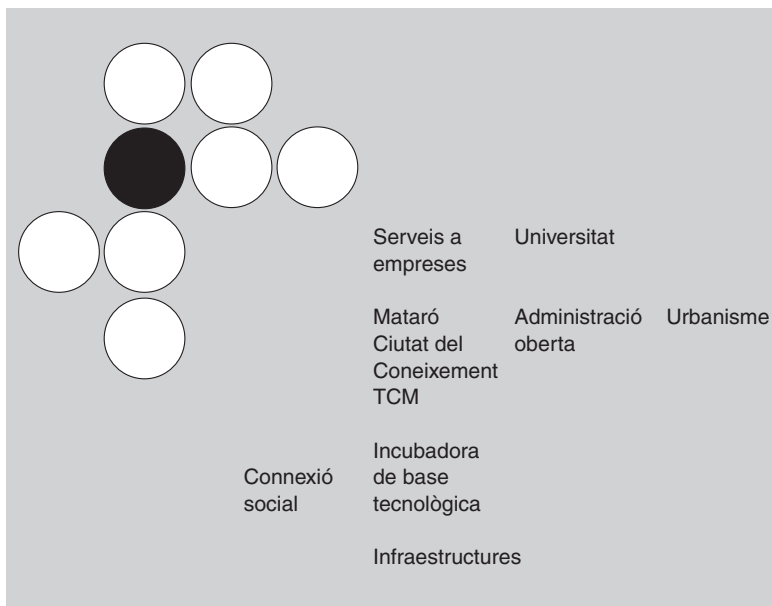 Serveis a
empreses
Universitat
Mataró
Ciutat del
Coneixement
TCM
Administració
oberta
Urbanisme
Connexió
social
Incubadora
de base
tecnològica
Infraestructures